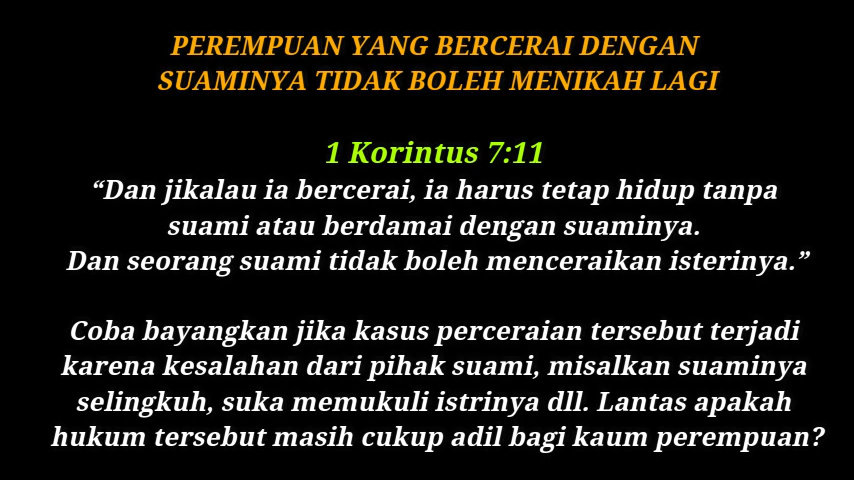 PEREMPUAN YANG BERCERAI DENGAN
SUAMINYA TIDAK BOLEH MENIKAH LAGI
1 Korintus 7:11
“Dan jikalau ia bercerai, ia harus tetap hidup tanpa
suami atau berdamai dengan suaminya.
Dan seorang suami tidak boleh menceraikan isterinya.”
Coba bayangkan jika kasus perceraian tersebut terjadi
karena kesalahan dari pihak suami, misalkan suaminya
selingkuh, suka memukuli istrinya dll. Lantas apakah
hukum tersebut masih cukup adil bagi kaum perempuan?